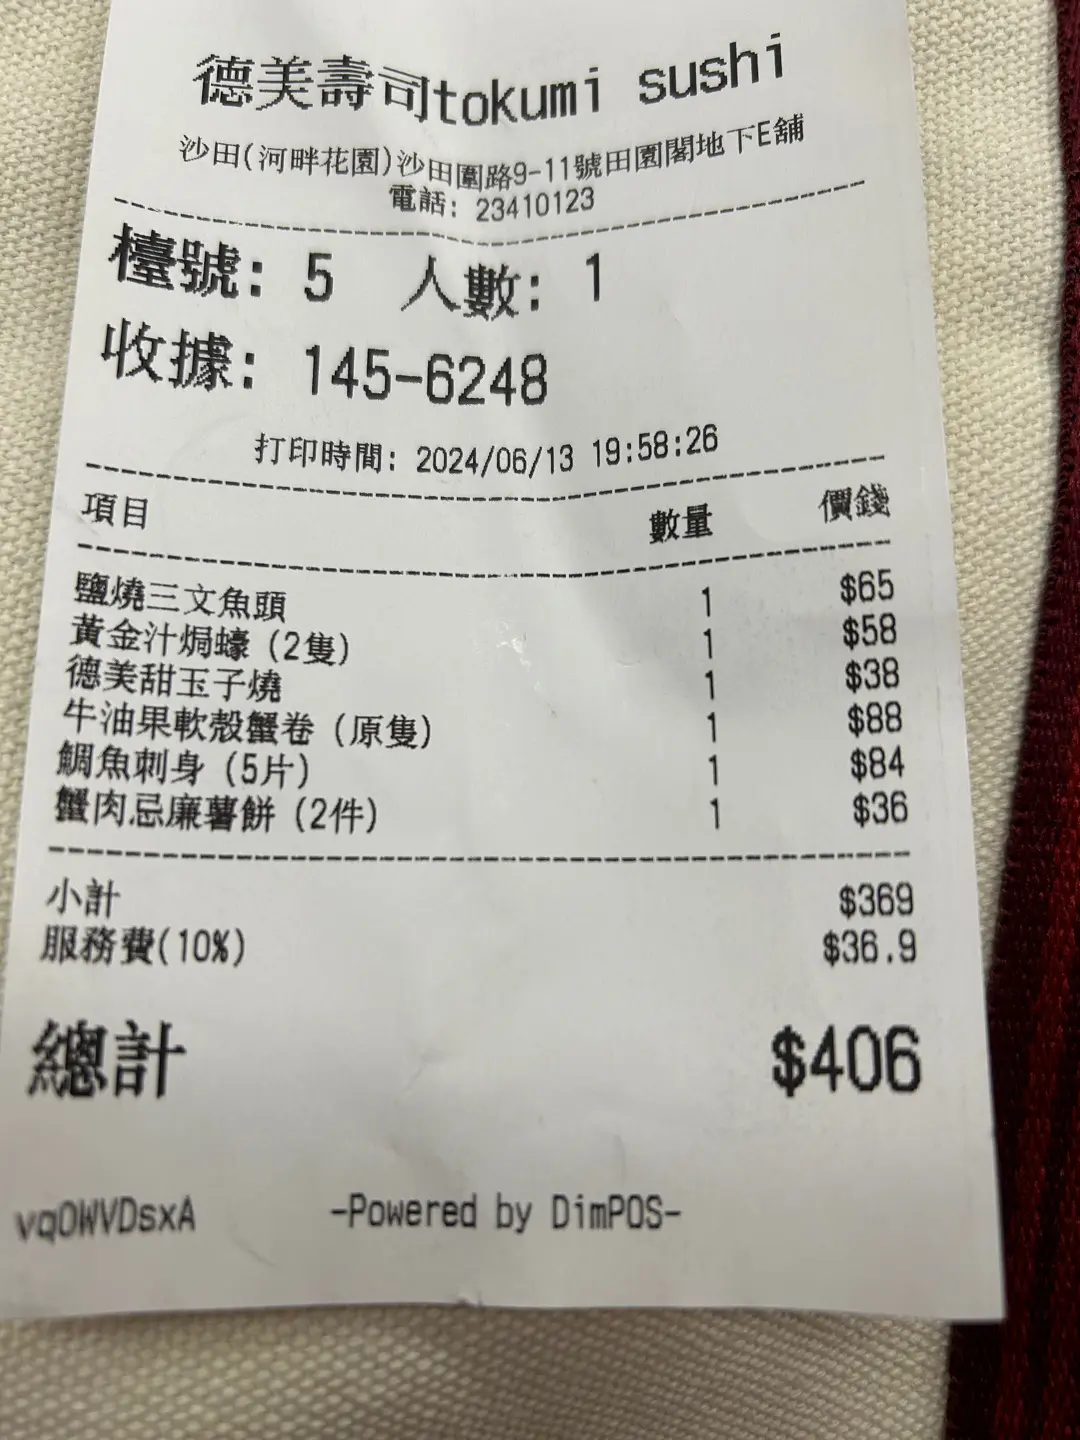 德美壽司tokumi sushi
沙田(河畔花園)沙田圍路9-11號田園閣地下E舖
電話: 23410123
檯號: 5 人數: 1
收據: 145-6248
打印時間: 2024/06/13 19:58:26
項目 數量 價錢
鹽燒三文魚頭 1 $65
黃金汁焗蠔 (2隻) 1 $58
德美甜玉子燒 1 $38
牛油果軟殼蟹卷 (原隻) 1 $88
鯛魚刺身 (5片) 1 $84
蟹肉忌廉薯餅 (2件) 1 $36
小計 $369
服務費(10%) $36.9
總計 $406
vqOWVDsxA -Powered by DimPOS-